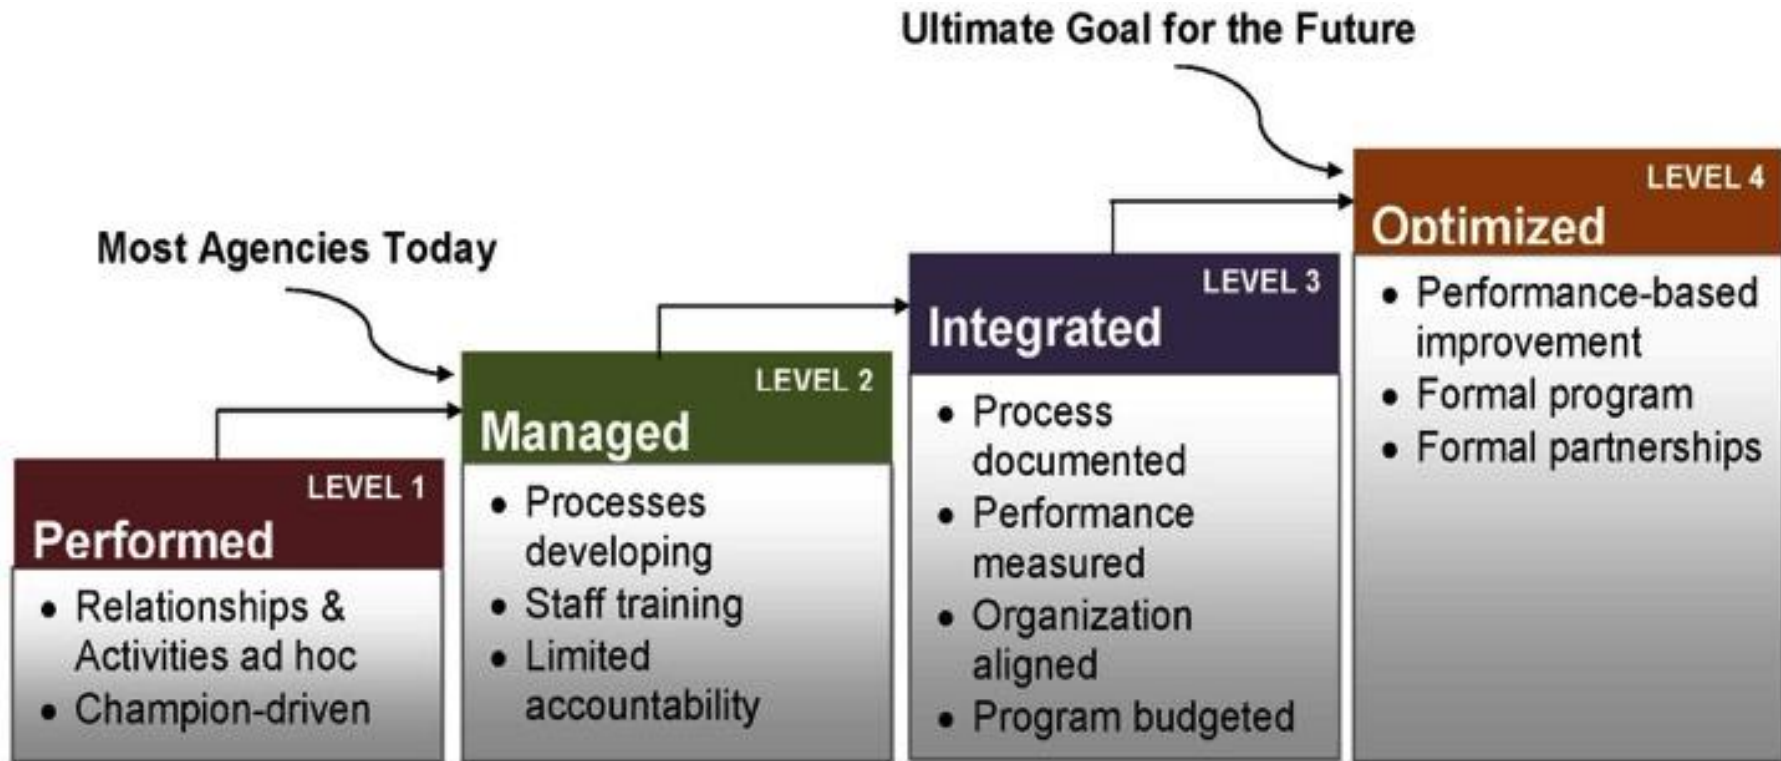 Ultimate Goal for the Future
Most Agencies Today
LEVEL 1
Performed
• Relationships &
Activities ad hoc
• Champion-driven
LEVEL 2
Managed
• Processes
developing
• Staff training
• Limited
accountability
LEVEL 3
Integrated
• Process
documented
• Performance
measured
• Organization
aligned
• Program budgeted
LEVEL 4
Optimized
• Performance-based
improvement
• Formal program
• Formal partnerships